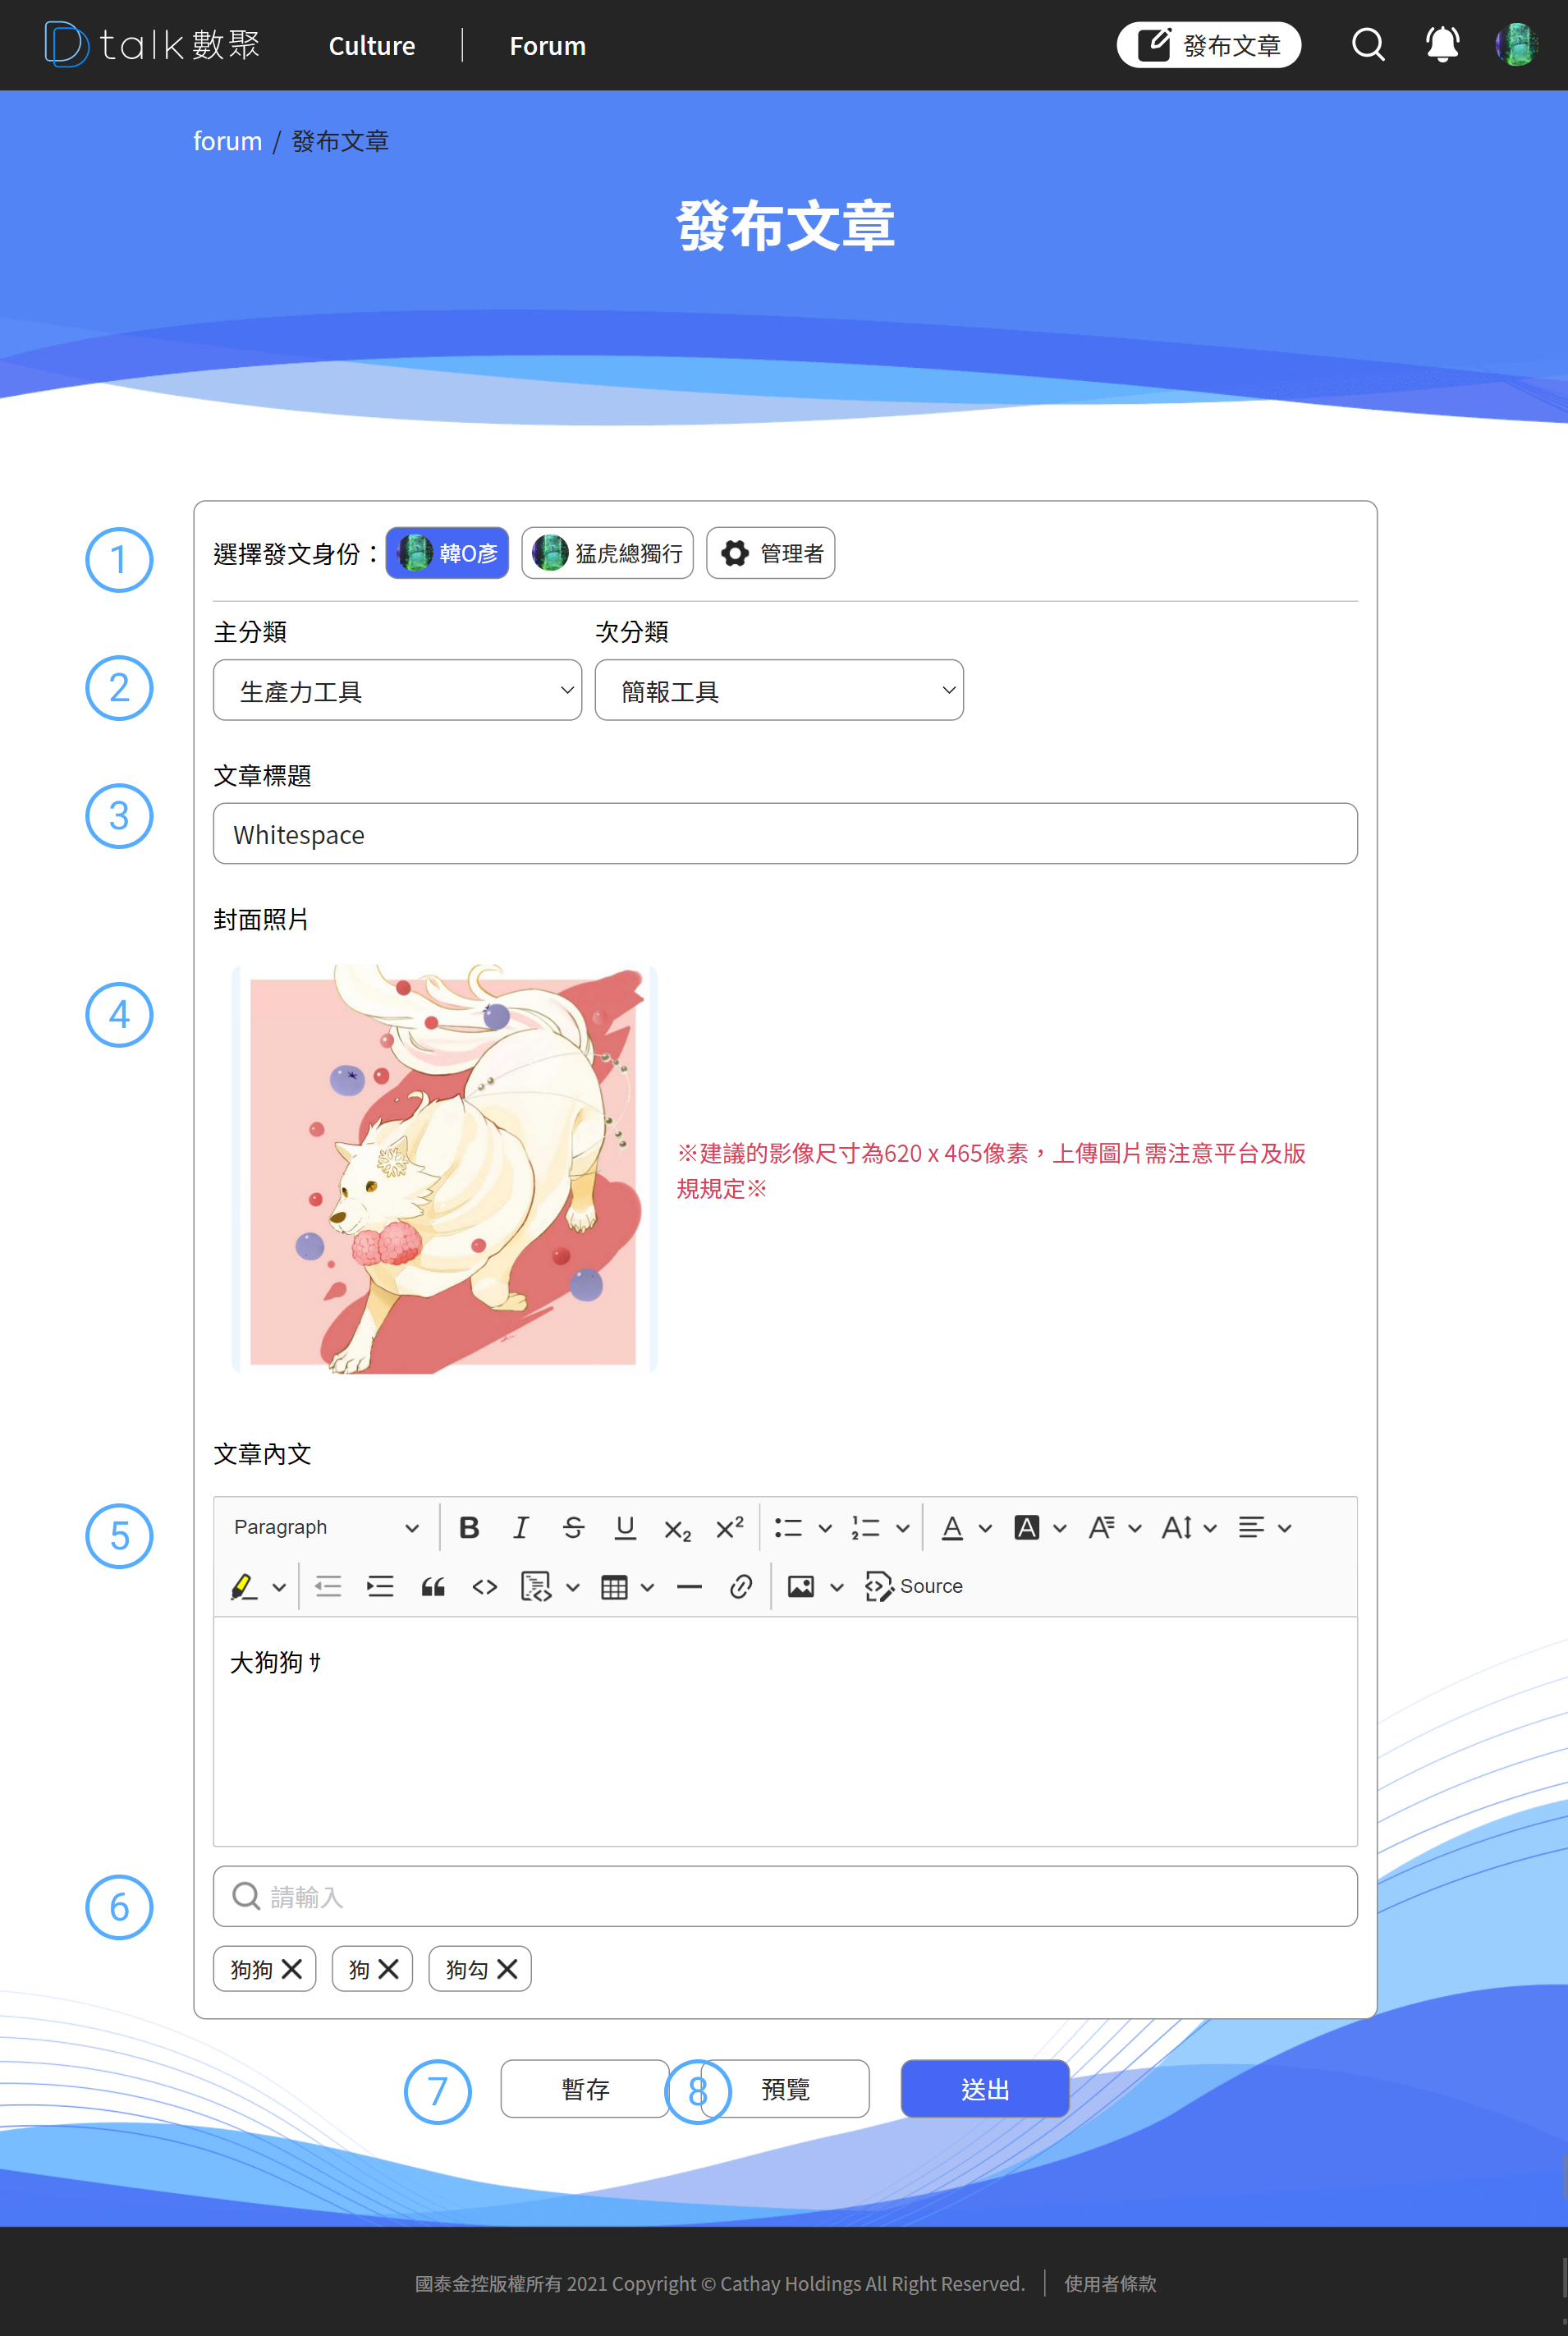 Dtalk數聚
Culture
Forum
發布文章
forum / 發布文章
發布文章
1
選擇發文身份：
韓O彥
猛虎總獨行
管理者
2
主分類
次分類
生產力工具
簡報工具
3
文章標題
Whitespace
4
封面照片
※建議的影像尺寸為620 x 465像素，上傳圖片需注意平台及版
規規定※
5
文章內文
Paragraph
Source
大狗狗ｻ
6
請輸入
狗狗
狗
狗勾
7
暫存
8
預覽
送出
國泰金控版權所有 2021 Copyright © Cathay Holdings All Right Reserved.
使用者條款